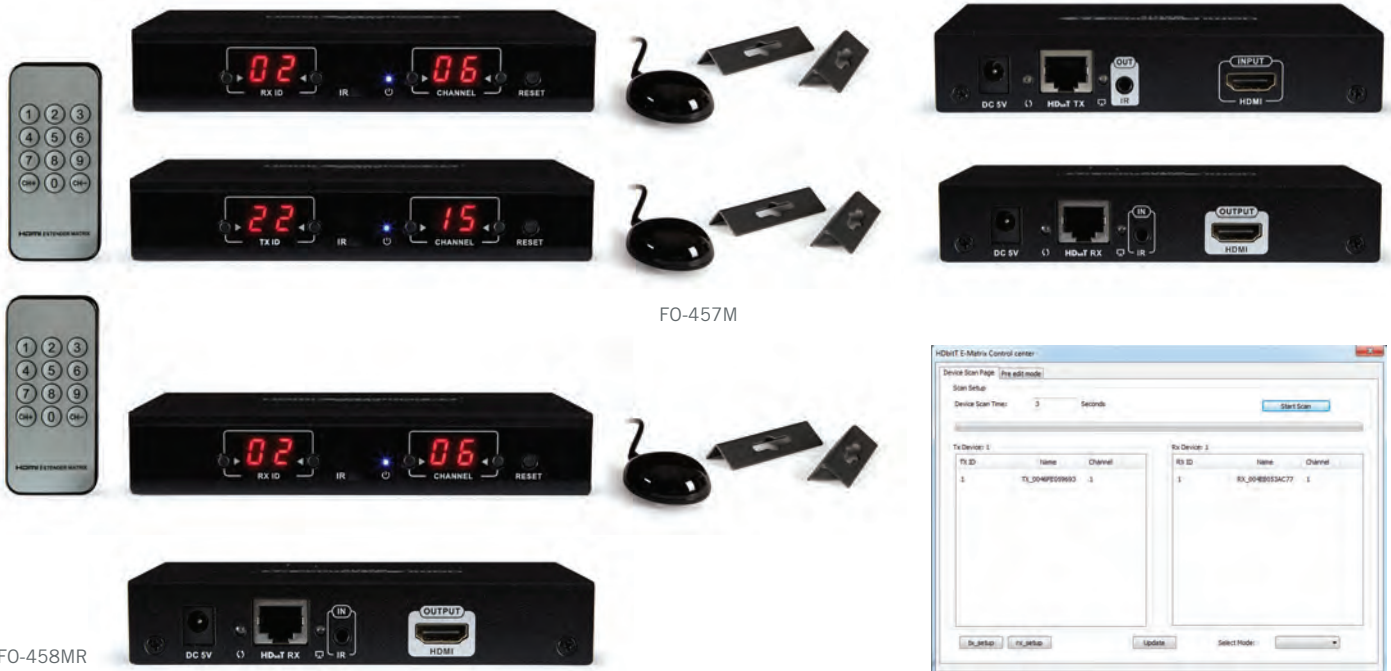 02
06
RX ID
IR
CHANNEL
RESET
1 2 3
4 5 6
7 8 9
CH+ 0 CH-
HDMI EXTENDER MATRIX
22
15
TX ID
IR
CHANNEL
RESET
OUT
INPUT
DC 5V
HDbitT TX
IR
HDMI
IN
OUTPUT
DC 5V
HDbitT RX
IR
HDMI
FO-457M
1 2 3
4 5 6
7 8 9
CH+ 0 CH-
HDMI EXTENDER MATRIX
02
06
RX ID
IR
CHANNEL
RESET
IN
OUTPUT
DC 5V
HDbitT RX
IR
HDMI
FO-458MR
HDbitT E-Matrix Control center
Device Scan Page Pre edit mode
Scan Setup
Device Scan Time: 3 Seconds Start Scan
Tx Device: 1 Rx Device: 1
TX ID Name Channel RX ID Name Channel
1 1 1 1
tx_setup rx_setup Update Select Mode: